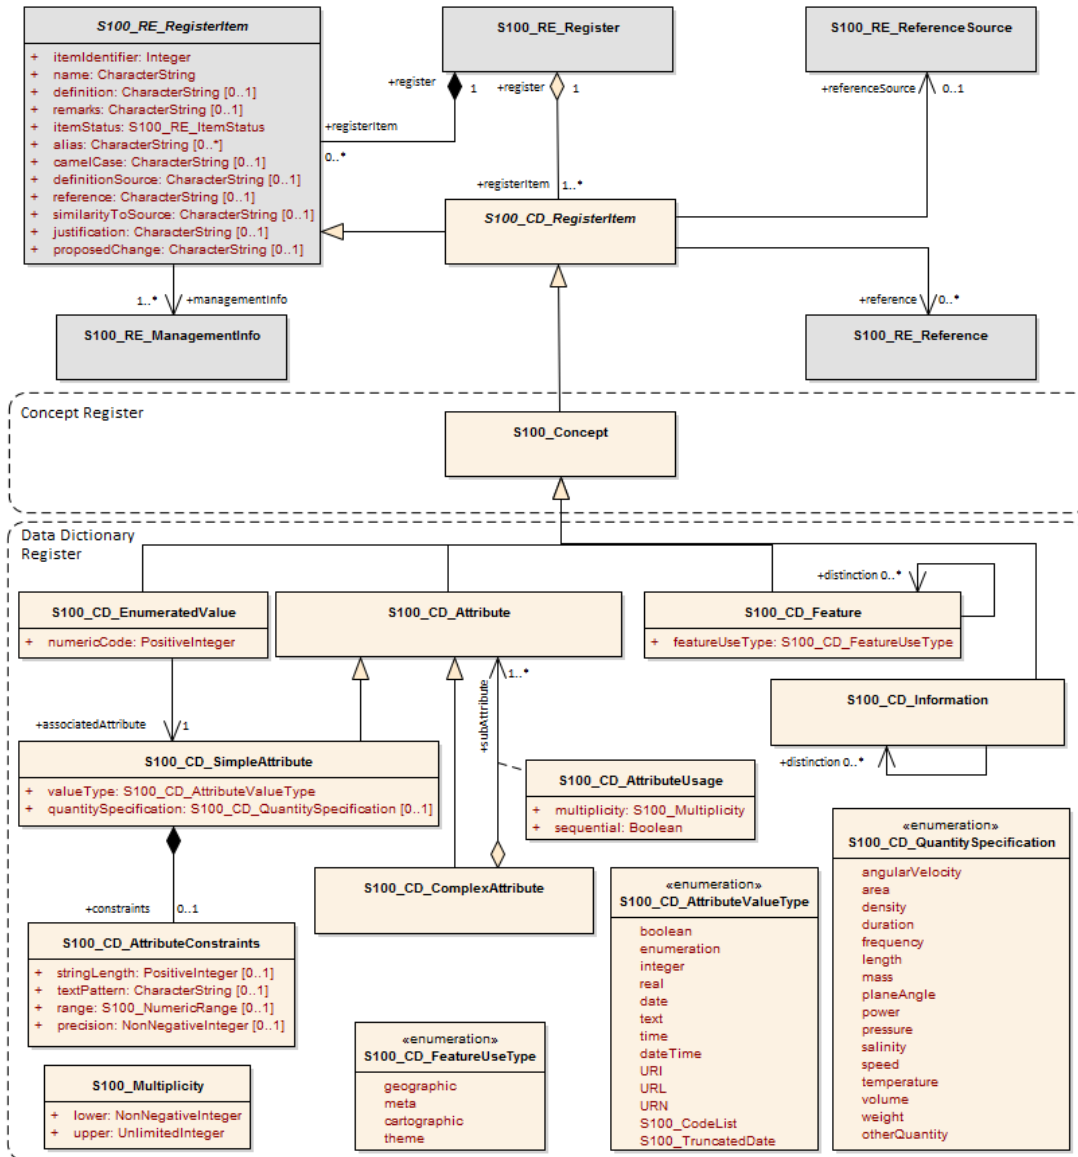 S100_RE_RegisterItem
+ itemIdentifier: Integer
+ name: CharacterString
+ definition: CharacterString [0..1]
+ remarks: CharacterString [0..1]
+ itemStatus: S100_RE_ItemStatus
+ alias: CharacterString [0..*]
+ camelCase: CharacterString [0..1]
+ definitionSource: CharacterString [0..1]
+ reference: CharacterString [0..1]
+ similarityToSource: CharacterString [0..1]
+ justification: CharacterString [0..1]
+ proposedChange: CharacterString [0..1]
S100_RE_Register
S100_RE_ReferenceSource
+register 1
+register 1
+referenceSource 0..1
+registerItem
0..*
+registerItem 1..*
S100_CD_RegisterItem
1..* +managementInfo
+reference 0..*
S100_RE_ManagementInfo
S100_RE_Reference
Concept Register
S100_Concept
Data Dictionary
Register
+distinction 0..*
S100_CD_EnumeratedValue
+ numericCode: PositiveInteger
S100_CD_Attribute
S100_CD_Feature
+ featureUseType: S100_CD_FeatureUseType
1..*
+subAttribute
S100_CD_Information
+associatedAttribute 1
+distinction 0..*
S100_CD_SimpleAttribute
+ valueType: S100_CD_AttributeValueType
+ quantitySpecification: S100_CD_QuantitySpecification [0..1]
S100_CD_AttributeUsage
+ multiplicity: S100_Multiplicity
+ sequential: Boolean
S100_CD_ComplexAttribute
+constraints 0..1
S100_CD_AttributeConstraints
+ stringLength: PositiveInteger [0..1]
+ textPattern: CharacterString [0..1]
+ range: S100_NumericRange [0..1]
+ precision: NonNegativeInteger [0..1]
S100_Multiplicity
+ lower: NonNegativeInteger
+ upper: UnlimitedInteger
«enumeration»
S100_CD_FeatureUseType
geographic
meta
cartographic
theme
«enumeration»
S100_CD_AttributeValueType
boolean
enumeration
integer
real
date
text
time
dateTime
URI
URL
URN
S100_CodeList
S100_TruncatedDate
«enumeration»
S100_CD_QuantitySpecification
angularVelocity
area
density
duration
frequency
length
mass
planeAngle
power
pressure
salinity
speed
temperature
volume
weight
otherQuantity